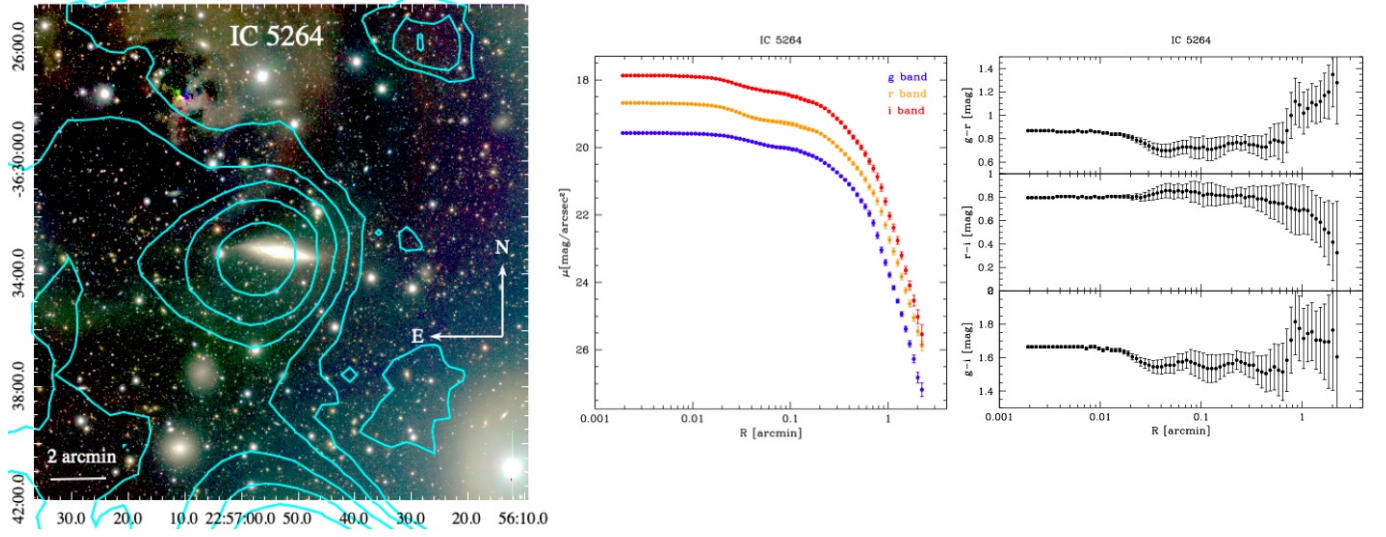 IC 5264
26:00.0
-36:30:00.0
34:00.0
38:00.0
42:00.0
N
E
2 arcmin
30.0 20.0 10.0 22:57:00.0 50.0 40.0 30.0 20.0 56:10.0
IC 5264
g band
r band
i band
18
20
22
24
26
μ[mag/arcsec²]
0.001 0.01 0.1 1
R [arcmin]
IC 5264
1.4
1.2
1
0.8
0.6
g-r [mag]
1
0.8
0.6
0.4
0.2
0
r-i [mag]
2
1.8
1.6
1.4
g-i [mag]
0.001 0.01 0.1 1
R [arcmin]